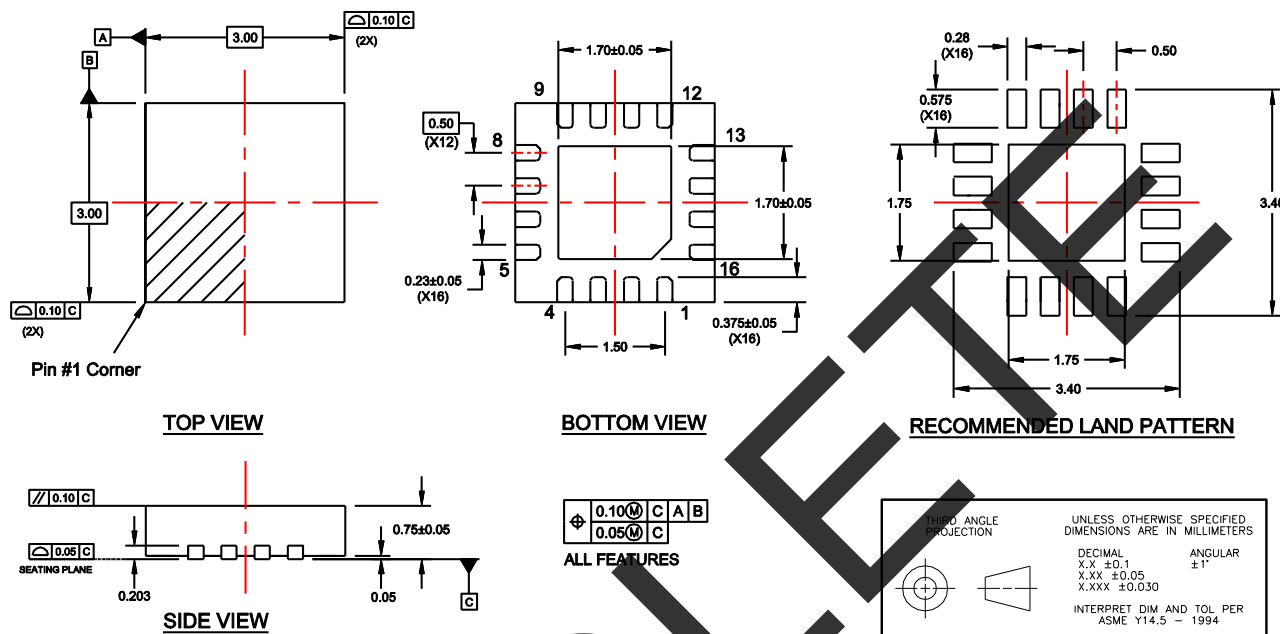 A
3.00
0.10 C
(2X)
B
3.00
0.10 C
(2X)
Pin #1 Corner
TOP VIEW
1.70±0.05
9
12
0.50
(X12)
8
13
1.70±0.05
5
16
0.23±0.05
(X16)
4
1
0.375±0.05
(X16)
1.50
BOTTOM VIEW
0.28
(X16)
0.50
0.575
(X16)
1.75
3.40
1.75
3.40
RECOMMENDED LAND PATTERN
// 0.10 C
0.75±0.05
0.05 C
SEATING PLANE
0.203
0.05
C
SIDE VIEW
0.10 Ⓜ C A B
0.05 Ⓜ C
ALL FEATURES
THIRD ANGLE
PROJECTION
UNLESS OTHERWISE SPECIFIED
DIMENSIONS ARE IN MILLIMETERS
DECIMAL ANGULAR
X.X ±0.1 ±1°
X.XX ±0.05
X.XXX ±0.030
INTERPRET DIM AND TOL PER
ASME Y14.5 – 1994
ETE